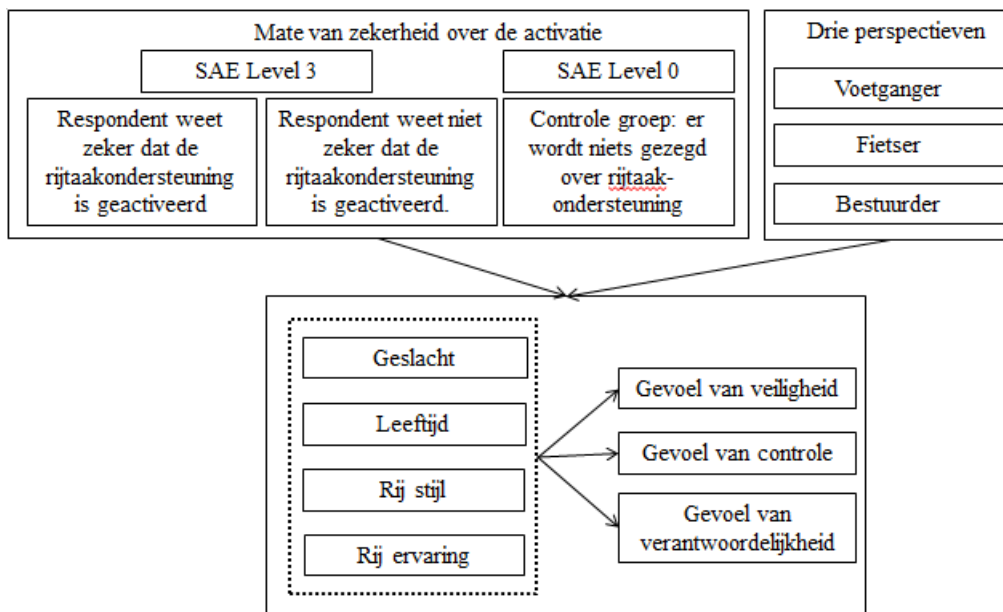 Mate van zekerheid over de activatie
SAE Level 3
SAE Level 0
Respondent weet
zeker dat de
rijtaakondersteuning
is geactiveerd
Respondent weet niet
zeker dat de
rijtaakondersteuning
is geactiveerd.
Controle groep: er
wordt niets gezegd
over rijtaak-
ondersteuning
Drie perspectieven
Voetganger
Fietser
Bestuurder
Geslacht
Leeftijd
Rij stijl
Rij ervaring
Gevoel van veiligheid
Gevoel van controle
Gevoel van
verantwoordelijkheid